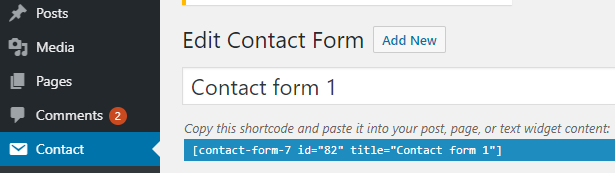 Posts
Media
Pages
Comments 2
Contact
Edit Contact Form Add New
Contact form 1
Copy this shortcode and paste it into your post, page, or text widget content:
[contact-form-7 id="82" title="Contact form 1"]